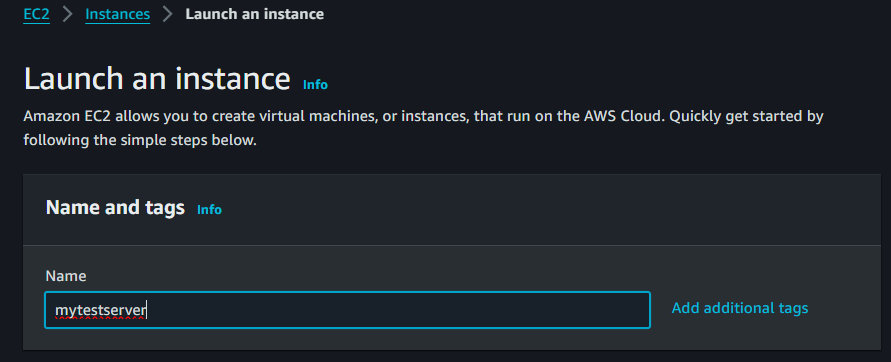 EC2 > Instances > Launch an instance
Launch an instance Info
Amazon EC2 allows you to create virtual machines, or instances, that run on the AWS Cloud. Quickly get started by
following the simple steps below.
Name and tags Info
Name
mytestserver Add additional tags